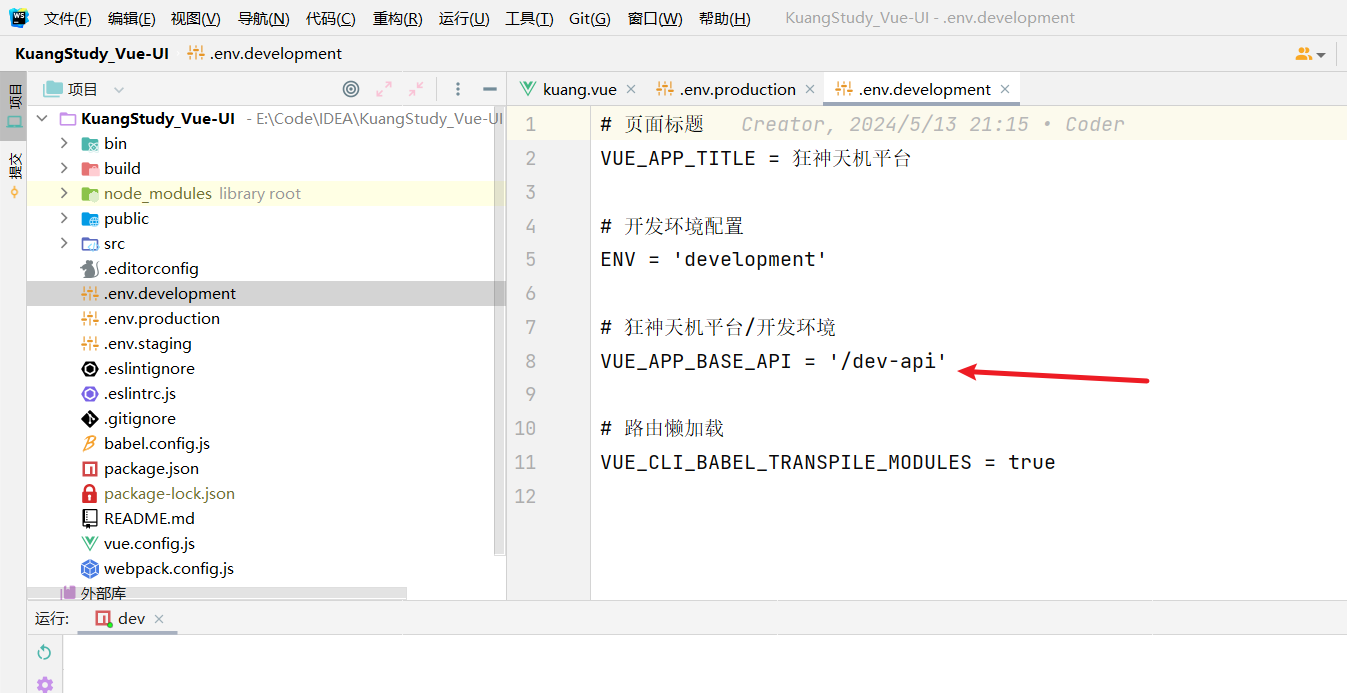 文件(F) 编辑(E) 视图(V) 导航(N) 代码(C) 重构(R) 运行(U) 工具(T) Git(G) 窗口(W) 帮助(H) KuangStudy_Vue-UI - .env.development
KuangStudy_Vue-UI .env.development
项目
提交
项目
KuangStudy_Vue-UI - E:\Code\IDEA\KuangStudy_Vue-UI
bin
build
node_modules library root
public
src
.editorconfig
.env.development
.env.production
.env.staging
.eslintignore
.eslintrc.js
.gitignore
babel.config.js
package.json
package-lock.json
README.md
vue.config.js
webpack.config.js
外部库
kuang.vue .env.production .env.development
1 # 页面标题 Creator, 2024/5/13 21:15 • Coder
2 VUE_APP_TITLE = 狂神天机平台
3
4 # 开发环境配置
5 ENV = 'development'
6
7 # 狂神天机平台/开发环境
8 VUE_APP_BASE_API = '/dev-api'
9
10 # 路由懒加载
11 VUE_CLI_BABEL_TRANSPILE_MODULES = true
12
运行: dev